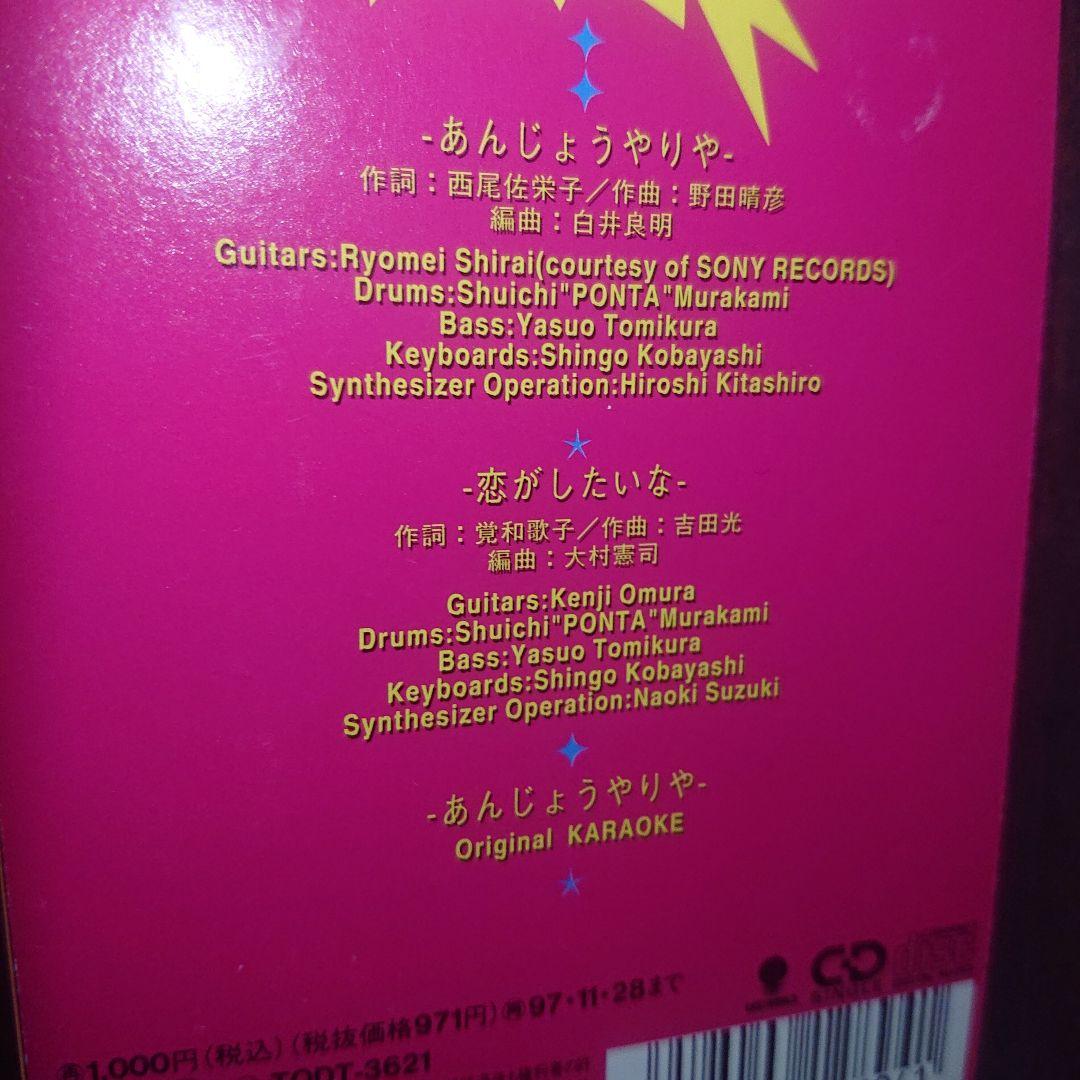 -あんじょうやりや-
作詞：西尾佐栄子／作曲：野田晴彦
編曲：白井良明
Guitars:Ryomei Shirai(courtesy of SONY RECORDS)
Drums:Shuichi"PONTA"Murakami
Bass:Yasuo Tomikura
Keyboards:Shingo Kobayashi
Synthesizer Operation:Hiroshi Kitashiro
-恋がしたいな-
作詞：覚和歌子／作曲：吉田光
編曲：大村憲司
Guitars:Kenji Omura
Drums:Shuichi"PONTA"Murakami
Bass:Yasuo Tomikura
Keyboards:Shingo Kobayashi
Synthesizer Operation:Naoki Suzuki
-あんじょうやりや-
Original KARAOKE
CD
SINGLE
disc
1,000円(税込)(税抜価格971円)㊢97・11・28まで
TODT-3621